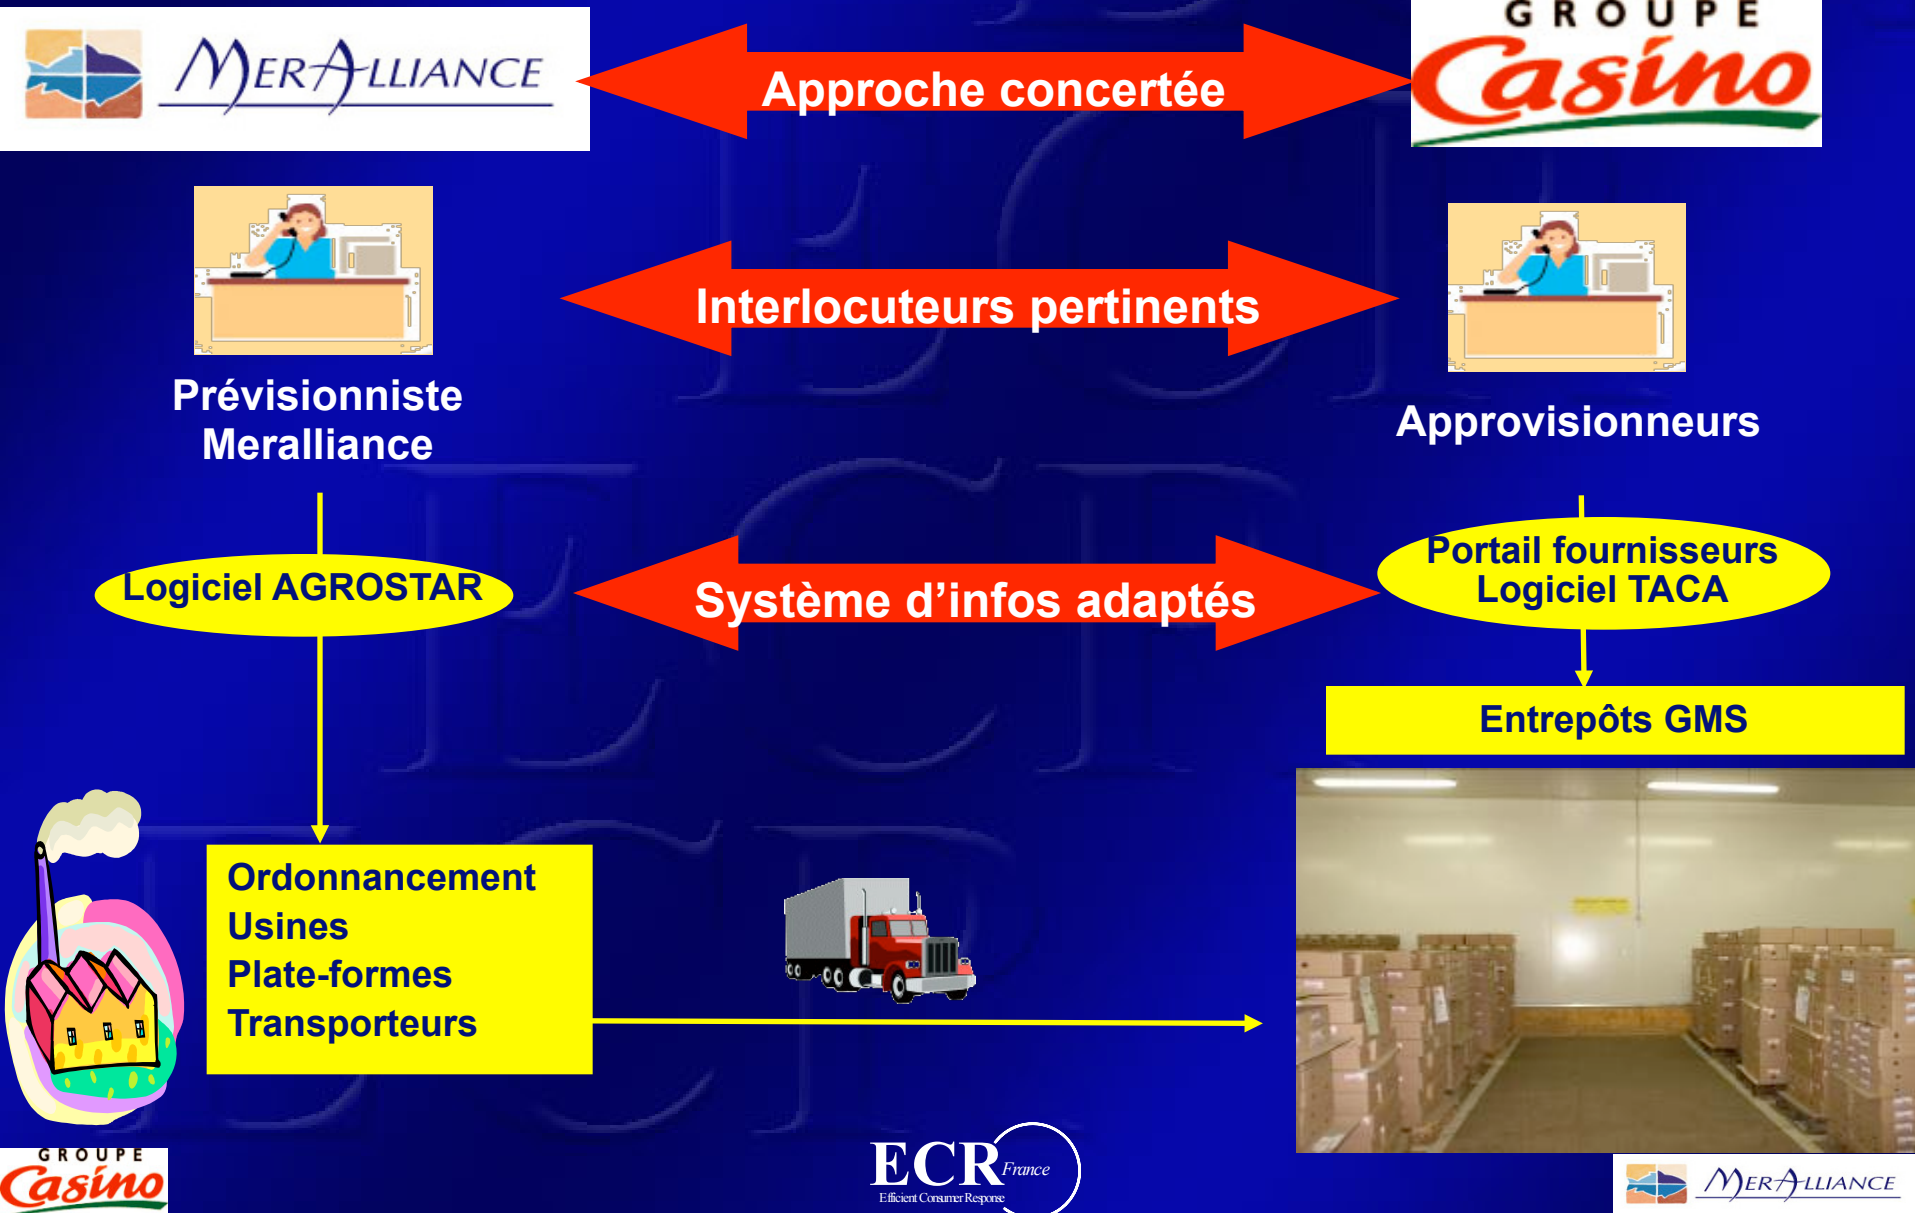 MERALLIANCE
Approche concertée
GROUPE
Casino
Interlocuteurs pertinents
Prévisionniste
Meralliance
Approvisionneurs
Logiciel AGROSTAR
Système d’infos adaptés
Portail fournisseurs
Logiciel TACA
Entrepôts GMS
Ordonnancement
Usines
Plate-formes
Transporteurs
GROUPE
Casino
ECR France
Efficient Consumer Response
MERALLIANCE